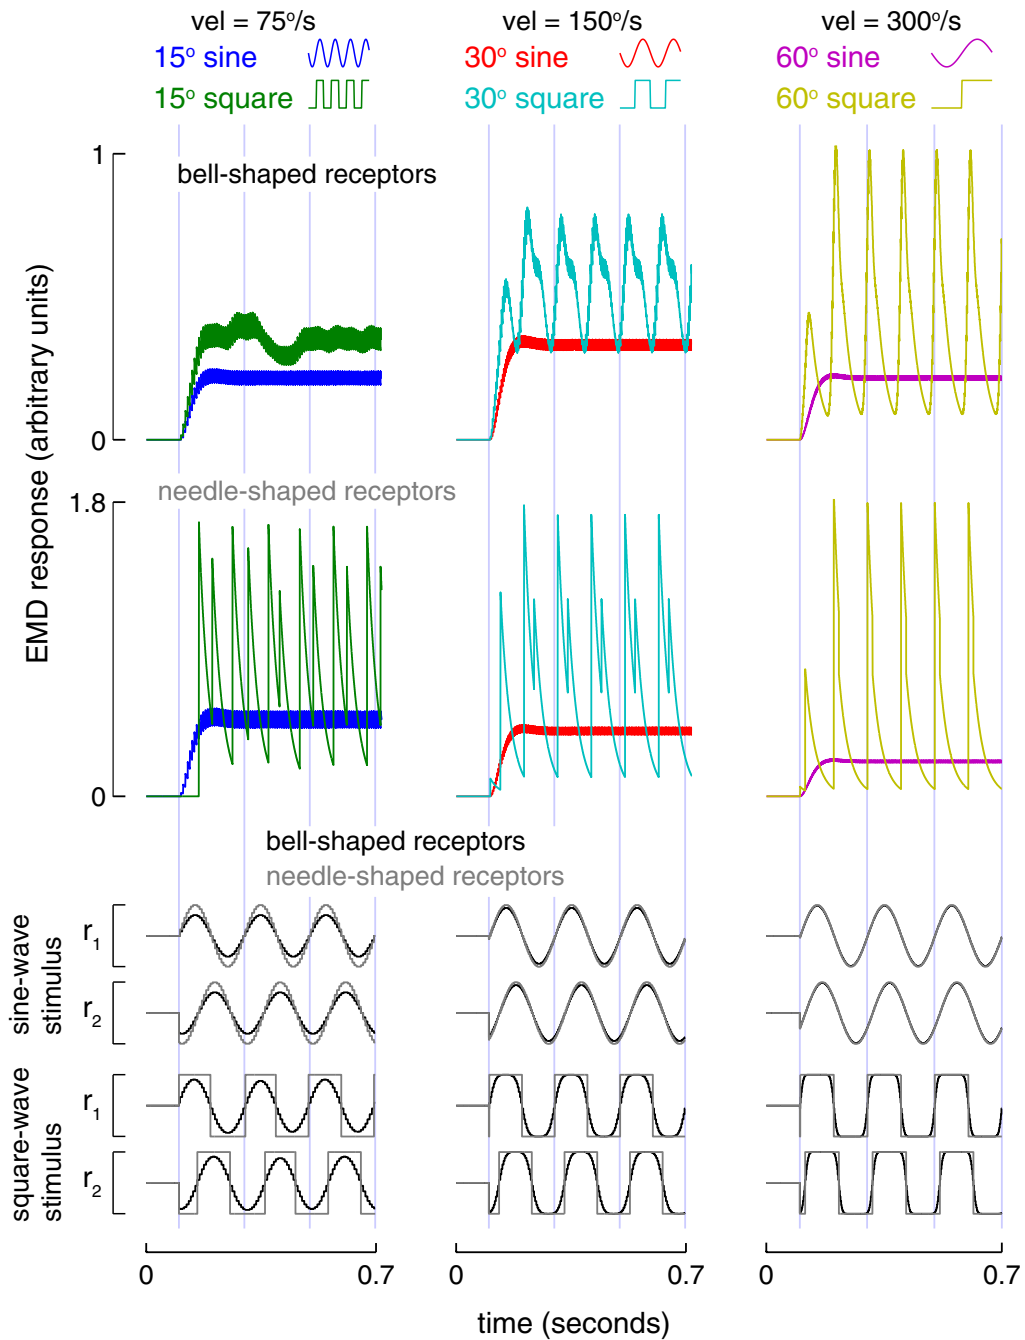 vel = 75°/s
15° sine
15° square
vel = 150°/s
30° sine
30° square
vel = 300°/s
60° sine
60° square
EMD response (arbitrary units)
1
bell-shaped receptors
0
needle-shaped receptors
1.8
0
bell-shaped receptors
needle-shaped receptors
sine-wave
stimulus
r1
r2
square-wave
stimulus
r1
r2
0 0.7 0 0.7 0 0.7
time (seconds)